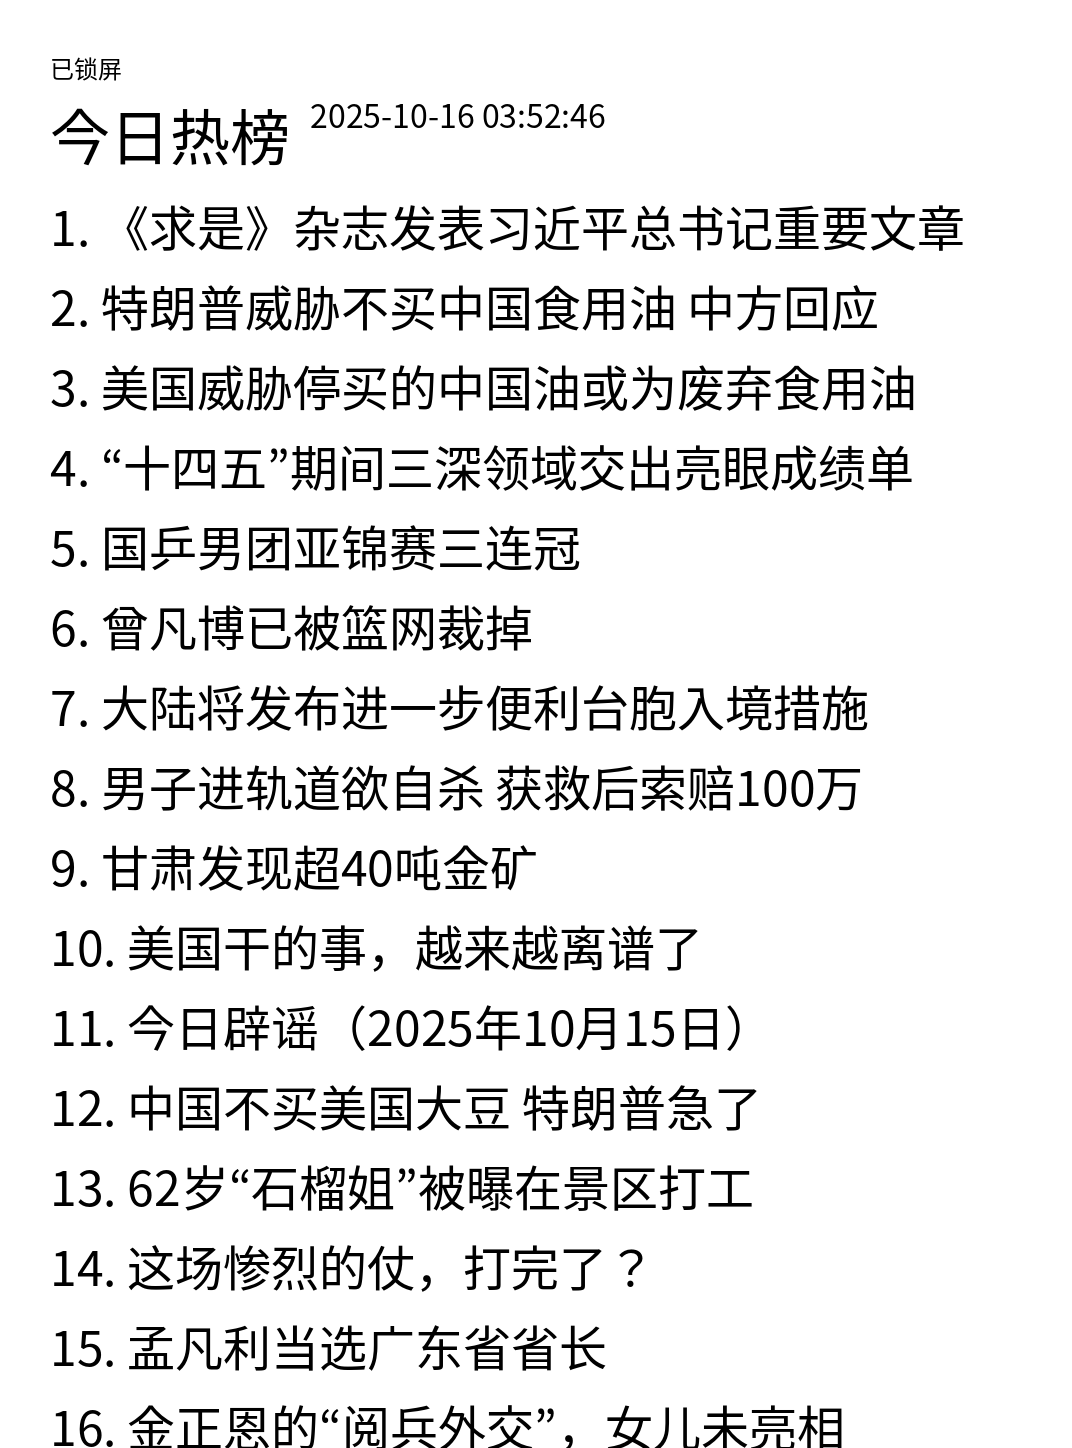 已锁屏
今日热榜 2025-10-16 03:52:46
1. 《求是》杂志发表习近平总书记重要文章
2. 特朗普威胁不买中国食用油 中方回应
3. 美国威胁停买的中国油或为废弃食用油
4. “十四五”期间三深领域交出亮眼成绩单
5. 国乒男团亚锦赛三连冠
6. 曾凡博已被篮网裁掉
7. 大陆将发布进一步便利台胞入境措施
8. 男子进轨道欲自杀 获救后索赔100万
9. 甘肃发现超40吨金矿
10. 美国干的事，越来越离谱了
11. 今日辟谣（2025年10月15日）
12. 中国不买美国大豆 特朗普急了
13. 62岁“石榴姐”被曝在景区打工
14. 这场惨烈的仗，打完了？
15. 孟凡利当选广东省省长
16. 金正恩的“阅兵外交”，女儿未亮相